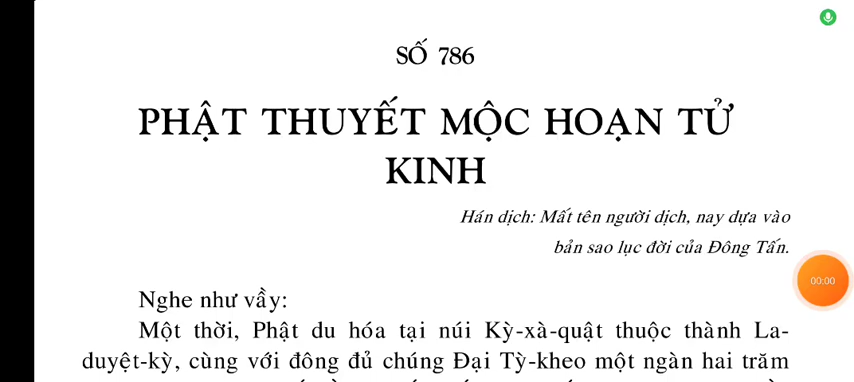 SỐ 786
PHẬT THUYẾT MỘC HOẠN TỬ
KINH
Hán dịch: Mất tên người dịch, nay dựa vào
bản sao lục đời của Đông Tấn.
00:00
Nghe như vầy:
Một thời, Phật du hóa tại núi Kỳ-xà-quật thuộc thành La-
duyệt-kỳ, cùng với đông đủ chúng Đại Tỳ-kheo một ngàn hai trăm